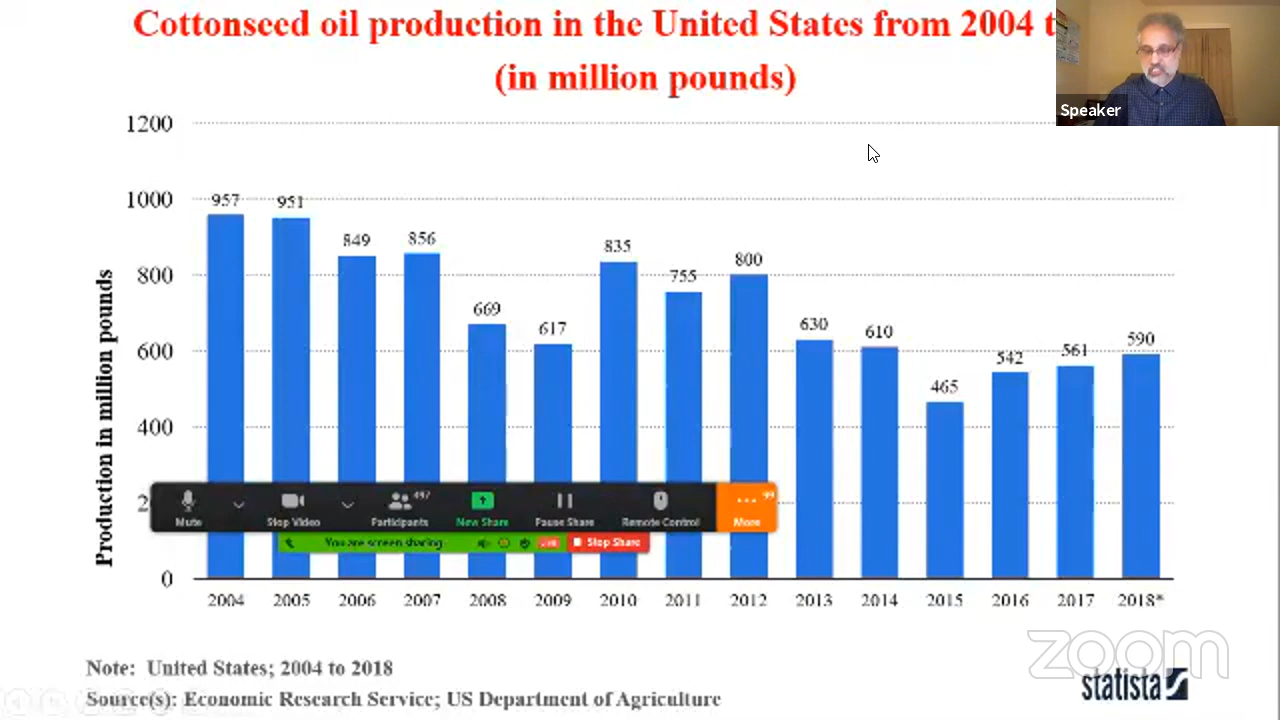 Cottonseed oil production in the United States from 2004 t
(in million pounds)
Speaker
Production in million pounds
1200
1000
800
600
400
2
0
957
951
849
856
669
617
835
755
800
630
610
465
542
561
590
Mute
Stop Video
497
Participants
New Share
Pause Share
Remote Control
99
More
You are screen sharing
LIVE
Stop Share
2004 2005 2006 2007 2008 2009 2010 2011 2012 2013 2014 2015 2016 2017 2018*
Note: United States; 2004 to 2018
Source(s): Economic Research Service; US Department of Agriculture
zoom
statista